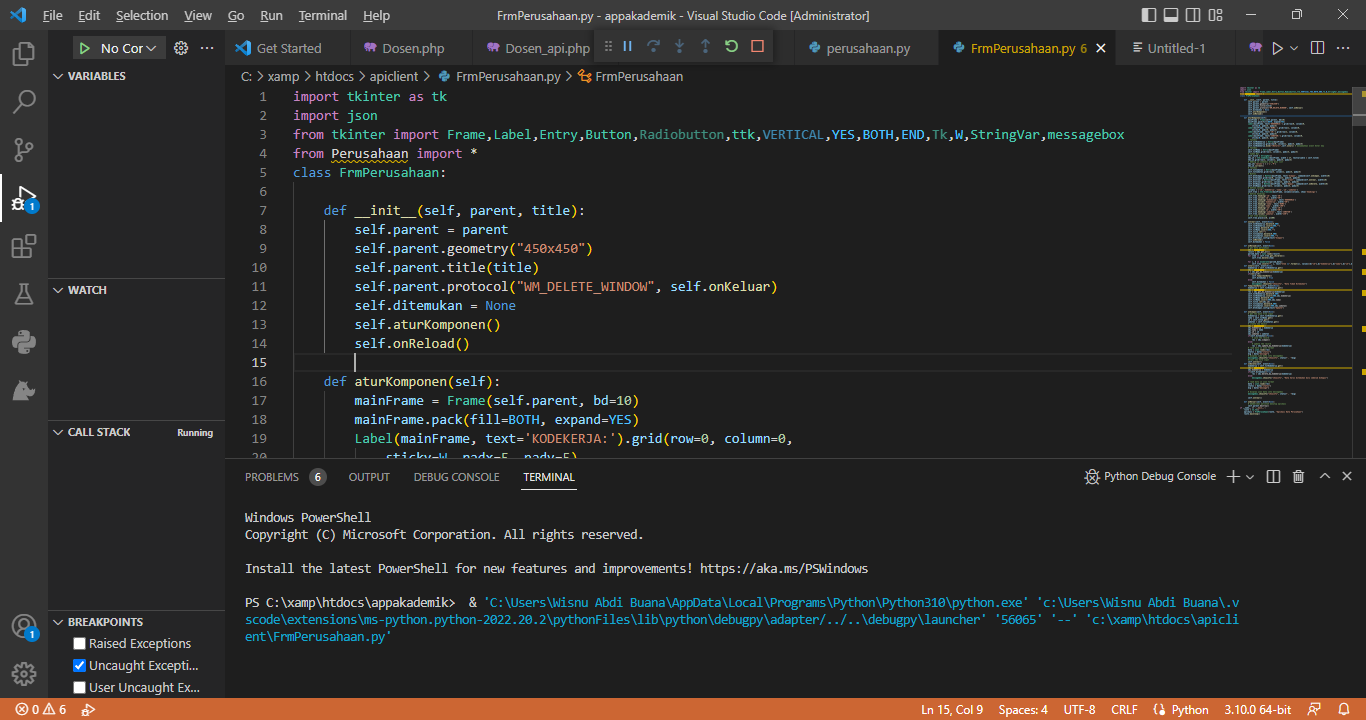 File Edit Selection View Go Run Terminal Help
FrmPerusahaan.py - appakademik - Visual Studio Code [Administrator]
No Cor
Get Started
Dosen.php
Dosen_api.php
perusahaan.py
FrmPerusahaan.py 6
Untitled-1
VARIABLES
WATCH
CALL STACK
Running
BREAKPOINTS
Raised Exceptions
Uncaught Excepti...
User Uncaught Ex...
1
1
C: > xamp > htdocs > apiclient > FrmPerusahaan.py > FrmPerusahaan
1 import tkinter as tk
2 import json
3 from tkinter import Frame,Label,Entry,Button,Radiobutton,ttk,VERTICAL,YES,BOTH,END,Tk,W,StringVar,messagebox
4 from Perusahaan import *
5 class FrmPerusahaan:
6
7 def __init__(self, parent, title):
8 self.parent = parent
9 self.parent.geometry("450x450")
10 self.parent.title(title)
11 self.parent.protocol("WM_DELETE_WINDOW", self.onKeluar)
12 self.ditemukan = None
13 self.aturKomponen()
14 self.onReload()
15
16 def aturKomponen(self):
17 mainFrame = Frame(self.parent, bd=10)
18 mainFrame.pack(fill=BOTH, expand=YES)
19 Label(mainFrame, text='KODEKERJA:').grid(row=0, column=0,
20 sticky=W, padx=5, pady=5)
PROBLEMS 6 OUTPUT DEBUG CONSOLE TERMINAL
Python Debug Console
Windows PowerShell
Copyright (C) Microsoft Corporation. All rights reserved.
Install the latest PowerShell for new features and improvements! https://aka.ms/PSWindows
PS C:\xamp\htdocs\appakademik>  & 'C:\Users\Wisnu Abdi Buana\AppData\Local\Programs\Python\Python310\python.exe' 'c:\Users\Wisnu Abdi Buana\.v
scode\extensions\ms-python.python-2022.20.2\pythonFiles\lib\python\debugpy\adapter/../..\debugpy\launcher' '56065' '--' 'c:\xamp\htdocs\apicli
ent\FrmPerusahaan.py'
0 6
Ln 15, Col 9
Spaces: 4
UTF-8
CRLF
Python
3.10.0 64-bit